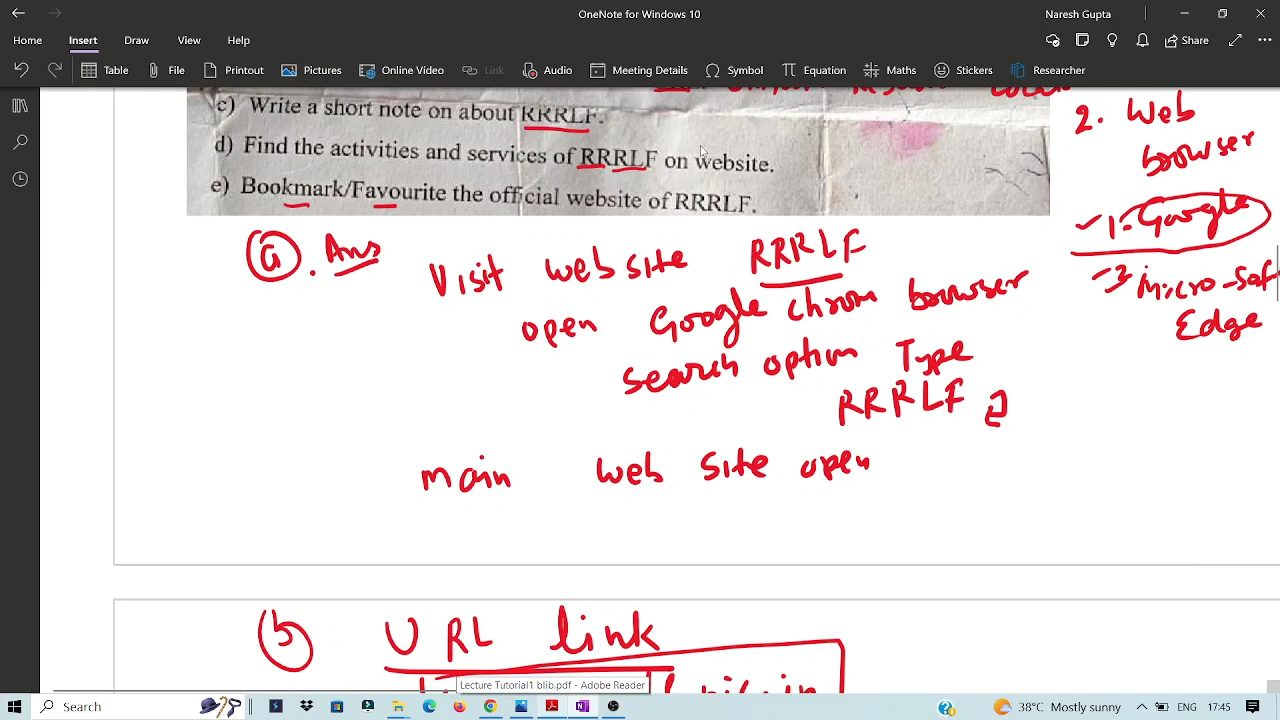 OneNote for Windows 10
Naresh Gupta
Home Insert Draw View Help
Share
Table File Printout Pictures Online Video Link Audio Meeting Details Symbol Equation Maths Stickers Researcher
c) Write a short note on about RRRLF.
d) Find the activities and services of RRRLF on website.
e) Bookmark/Favourite the official website of RRRLF.
2. Web
browser
1. Google
3 Micro-Sof
Edge
a. Ans
Visit website RRRLF
open Google chrom browser
search option Type
RRRLF
main web site open
b URL link
Lecture Tutorial1 blib.pdf - Adobe Reader
Search
38°C Mostly sunny
ENG 17:45